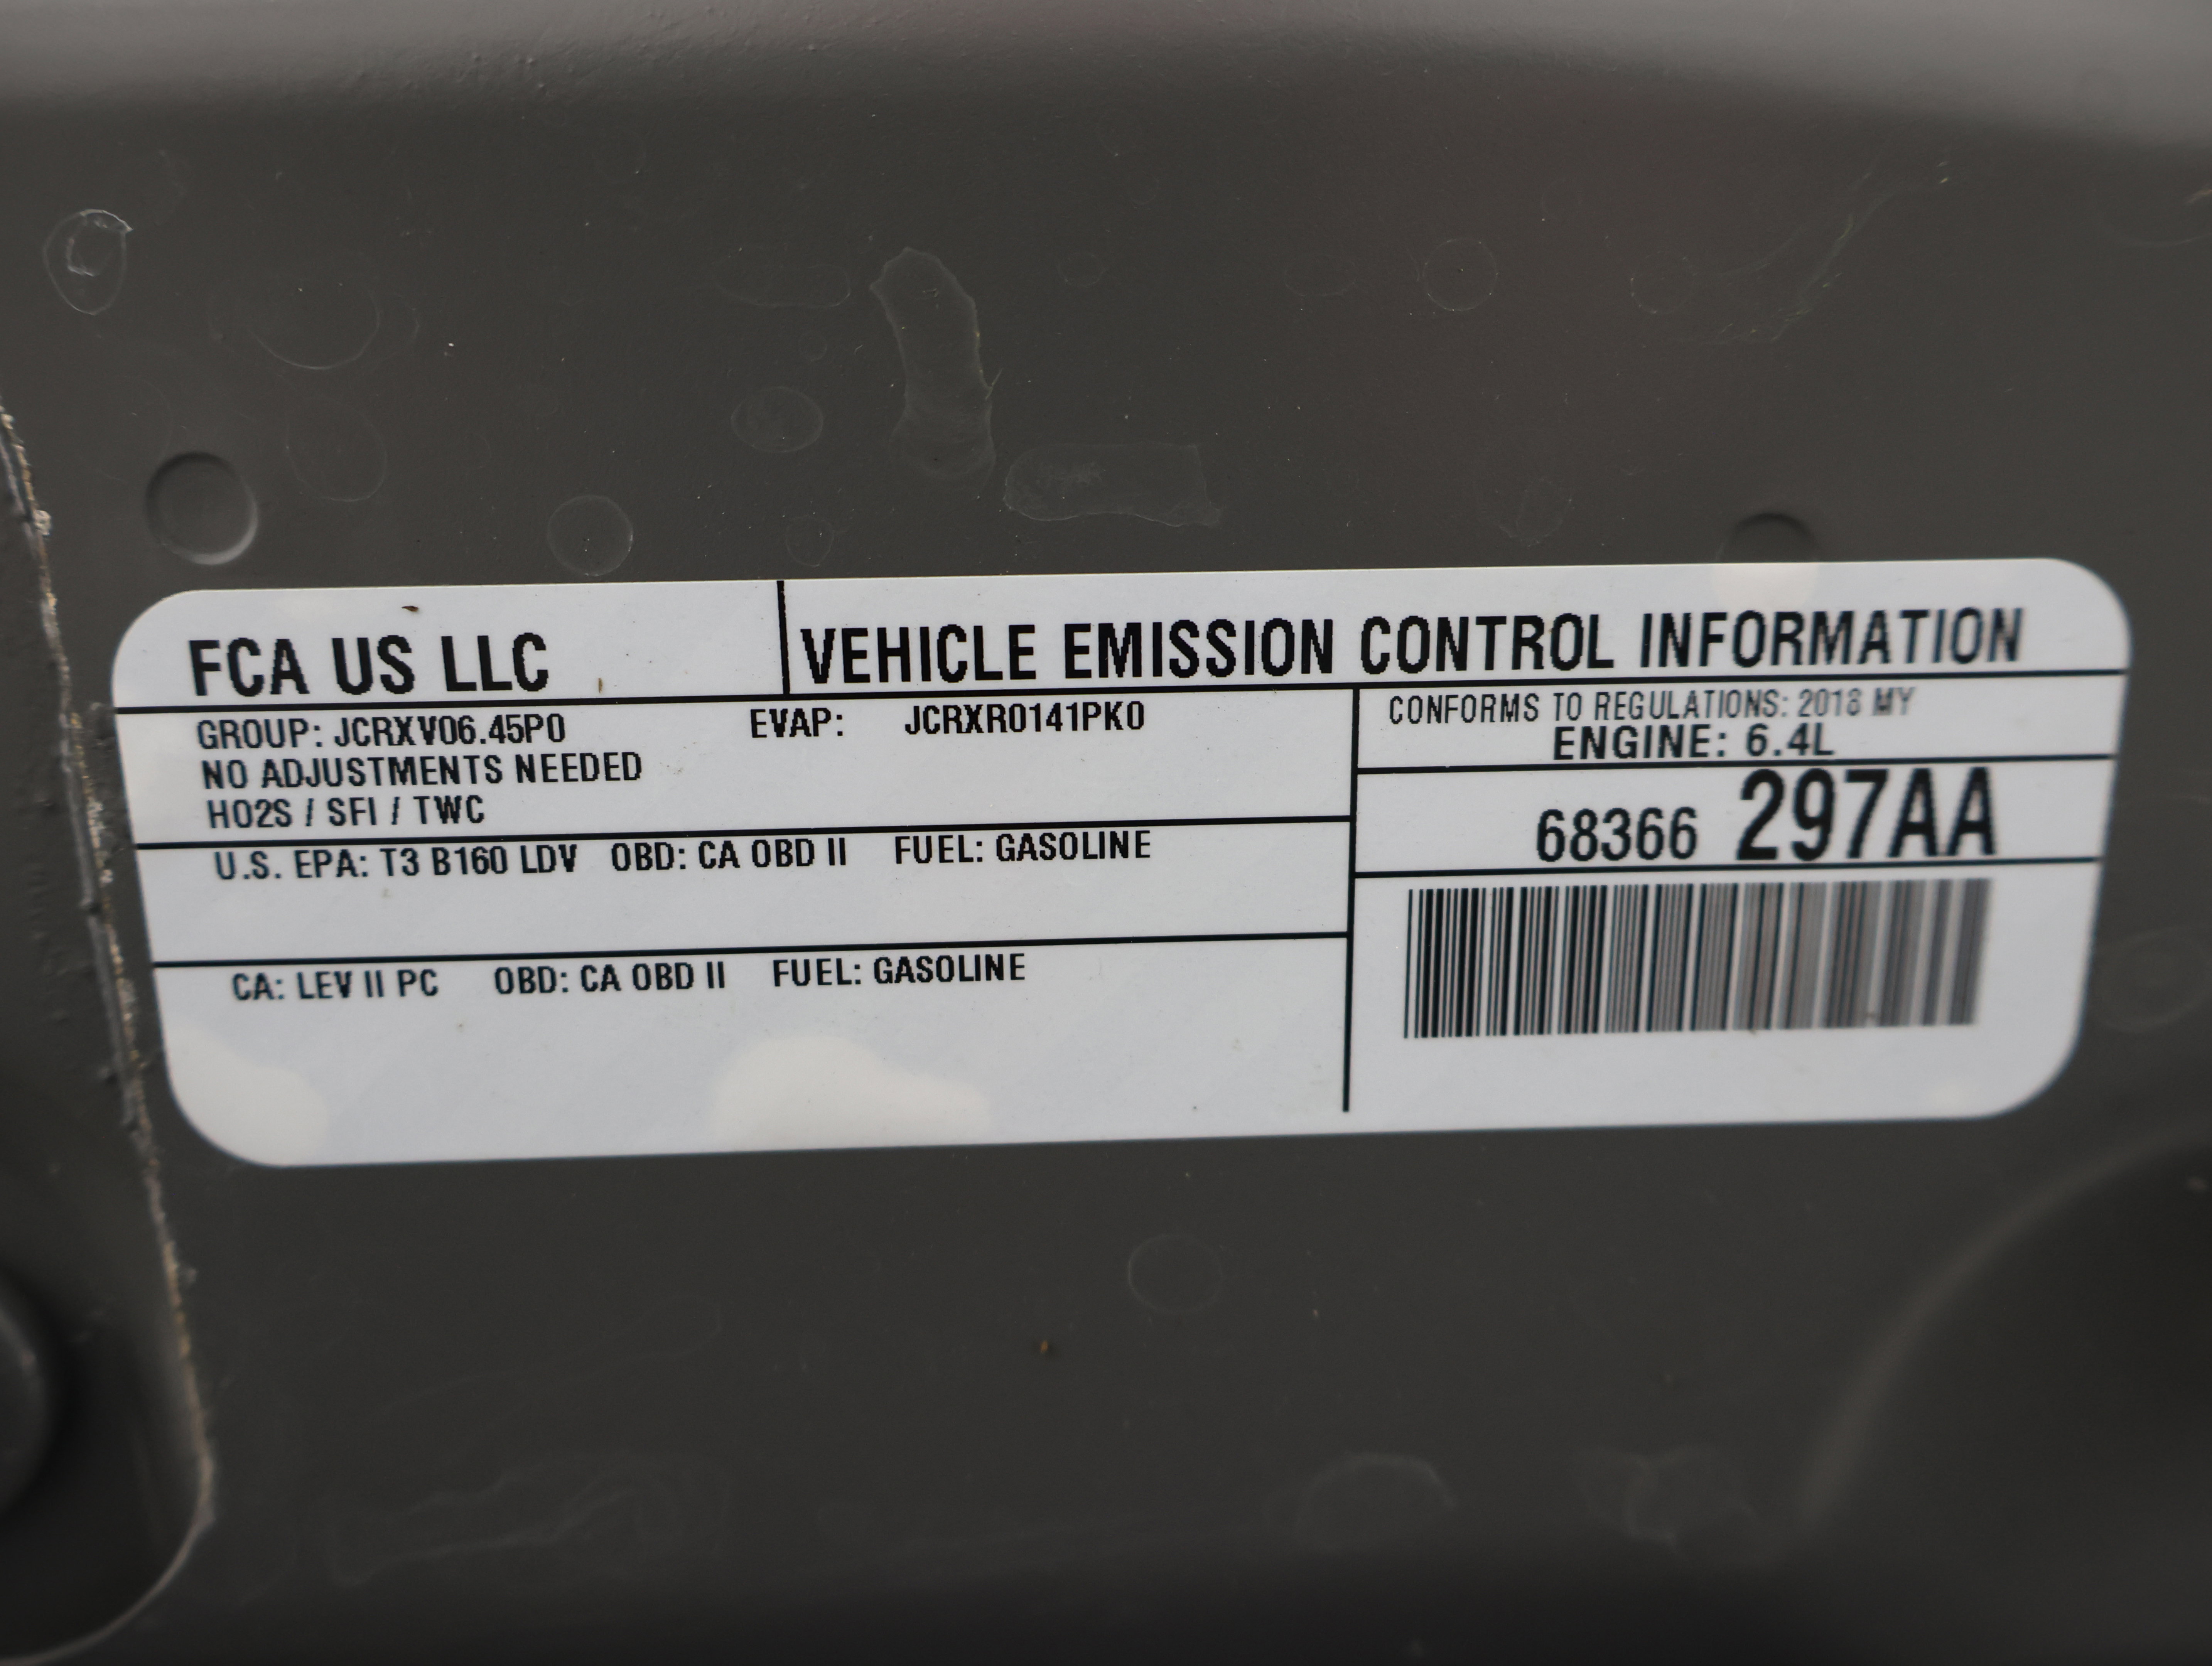 FCA US LLC
VEHICLE EMISSION CONTROL INFORMATION
GROUP: JCRXV06.45P0 EVAP: JCRXR0141PK0
NO ADJUSTMENTS NEEDED
HO2S / SFI / TWC
U.S. EPA: T3 B160 LDV OBD: CA OBD II FUEL: GASOLINE
CA: LEV II PC OBD: CA OBD II FUEL: GASOLINE
CONFORMS TO REGULATIONS: 2018 MY
ENGINE: 6.4L
68366 297AA